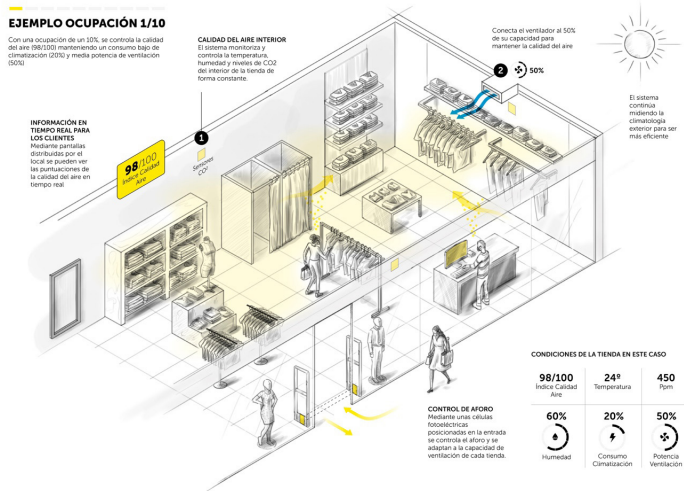 EJEMPLO OCUPACIÓN 1/10
Con una ocupación de un 10%, se controla la calidad
del aire (98/100) manteniendo un consumo bajo de
climatización (20%) y media potencia de ventilación
(50%)
CALIDAD DEL AIRE INTERIOR
El sistema monitoriza y
controla la temperatura,
humedad y niveles de CO2
del interior de la tienda de
forma constante.
Conecta el ventilador al 50%
de su capacidad para
mantener la calidad del aire
2
50%
El sistema
continúa
midiendo la
climatología
exterior para ser
más eficiente
INFORMACIÓN EN
TIEMPO REAL PARA
LOS CLIENTES
Mediante pantallas
distribuidas por el
local se pueden ver
las puntuaciones de
la calidad del aire en
tiempo real
98/100
Índice Calidad
Aire
1
Sensores
CO²
CONTROL DE AFORO
Mediante unas células
fotoeléctricas
posicionadas en la entrada
se controla el aforo y se
adaptan a la capacidad de
ventilación de cada tienda.
CONDICIONES DE LA TIENDA EN ESTE CASO
98/100
Índice Calidad
Aire
24º
Temperatura
450
Ppm
60%
Humedad
20%
Consumo
Climatización
50%
Potencia
Ventilación